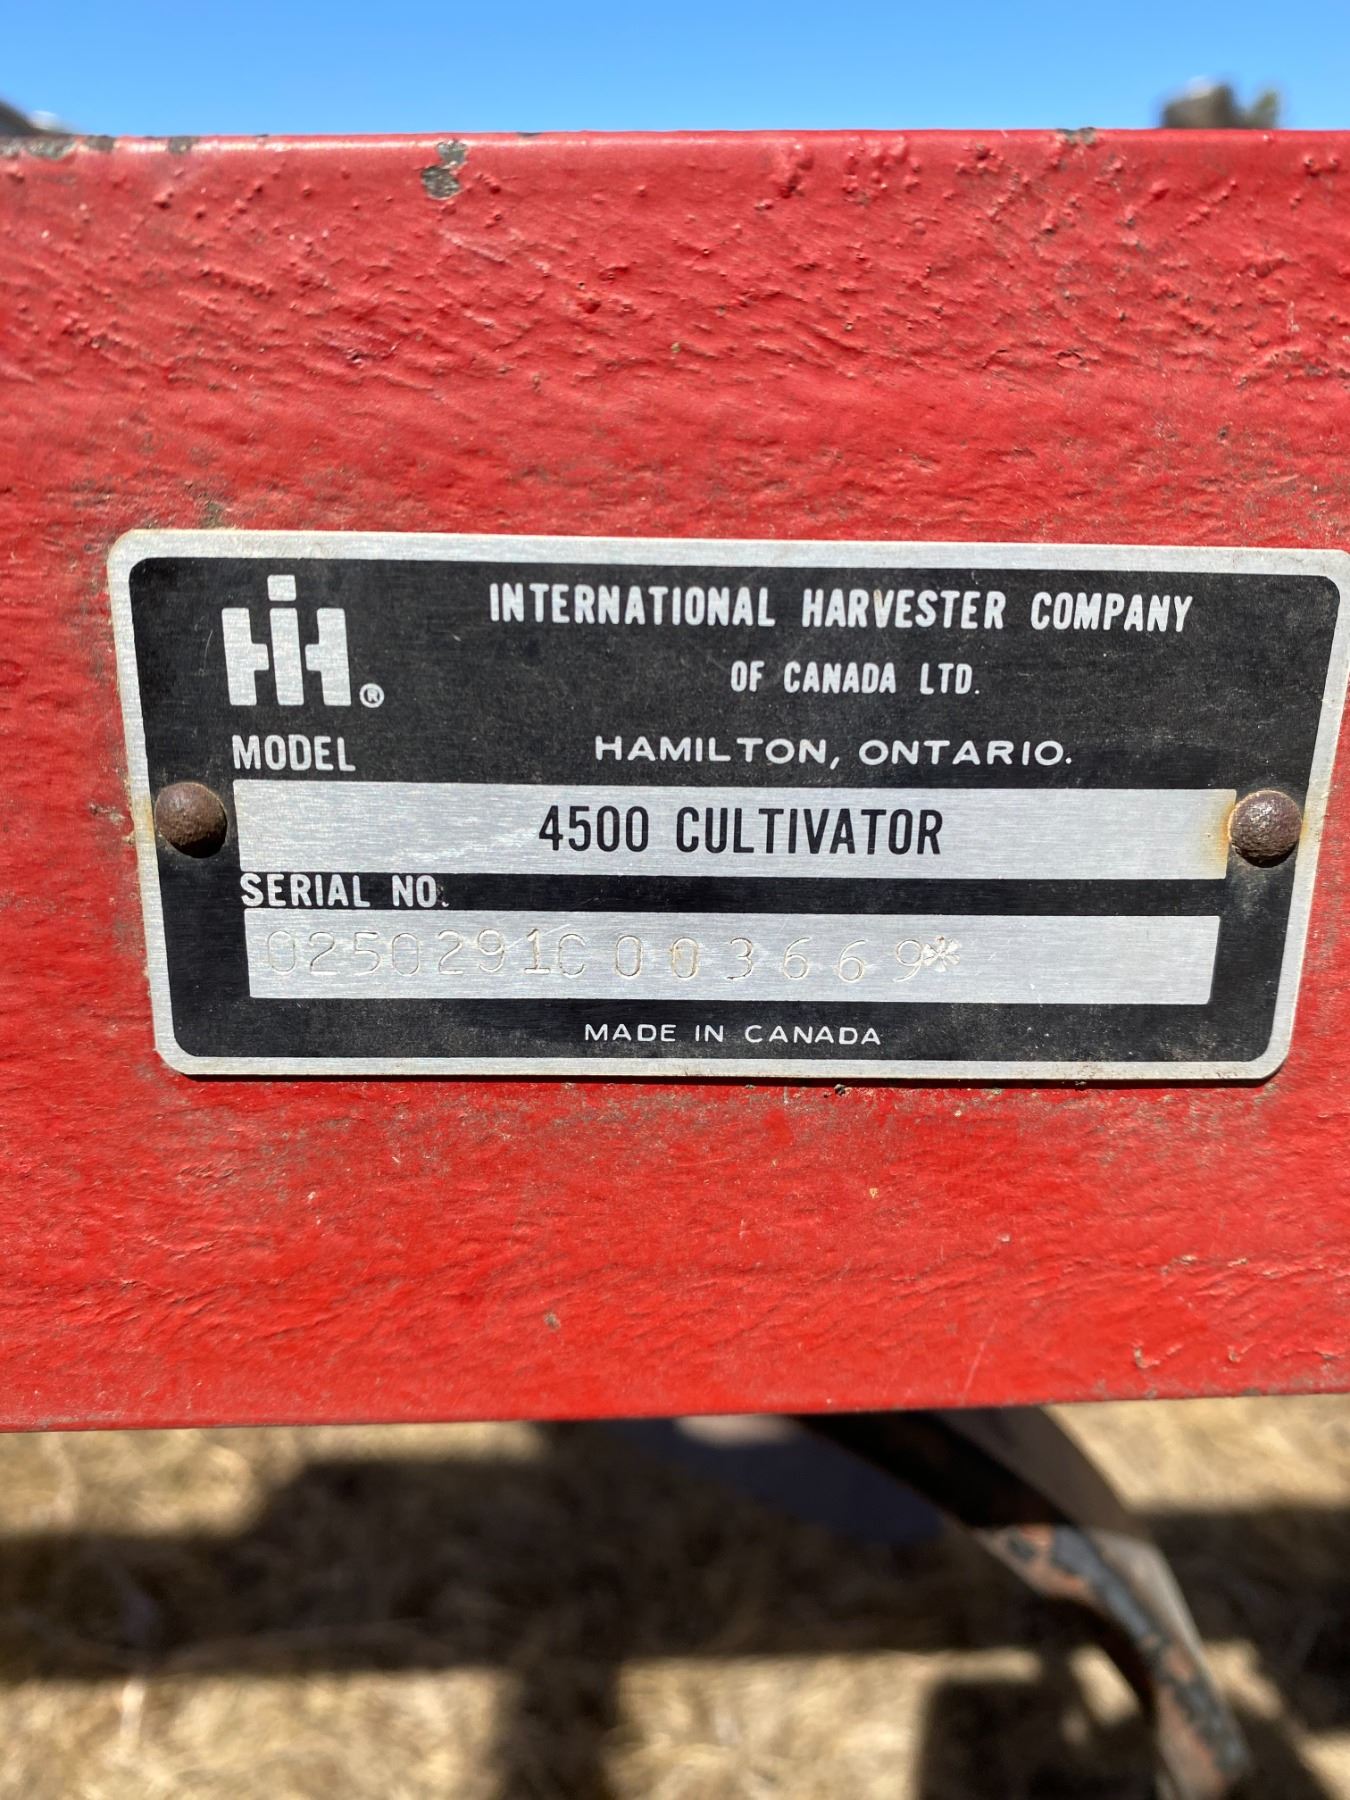 IH ®
INTERNATIONAL HARVESTER COMPANY
OF CANADA LTD.
HAMILTON, ONTARIO.
MODEL
4500 CULTIVATOR
SERIAL NO.
0250291C003669*
MADE IN CANADA